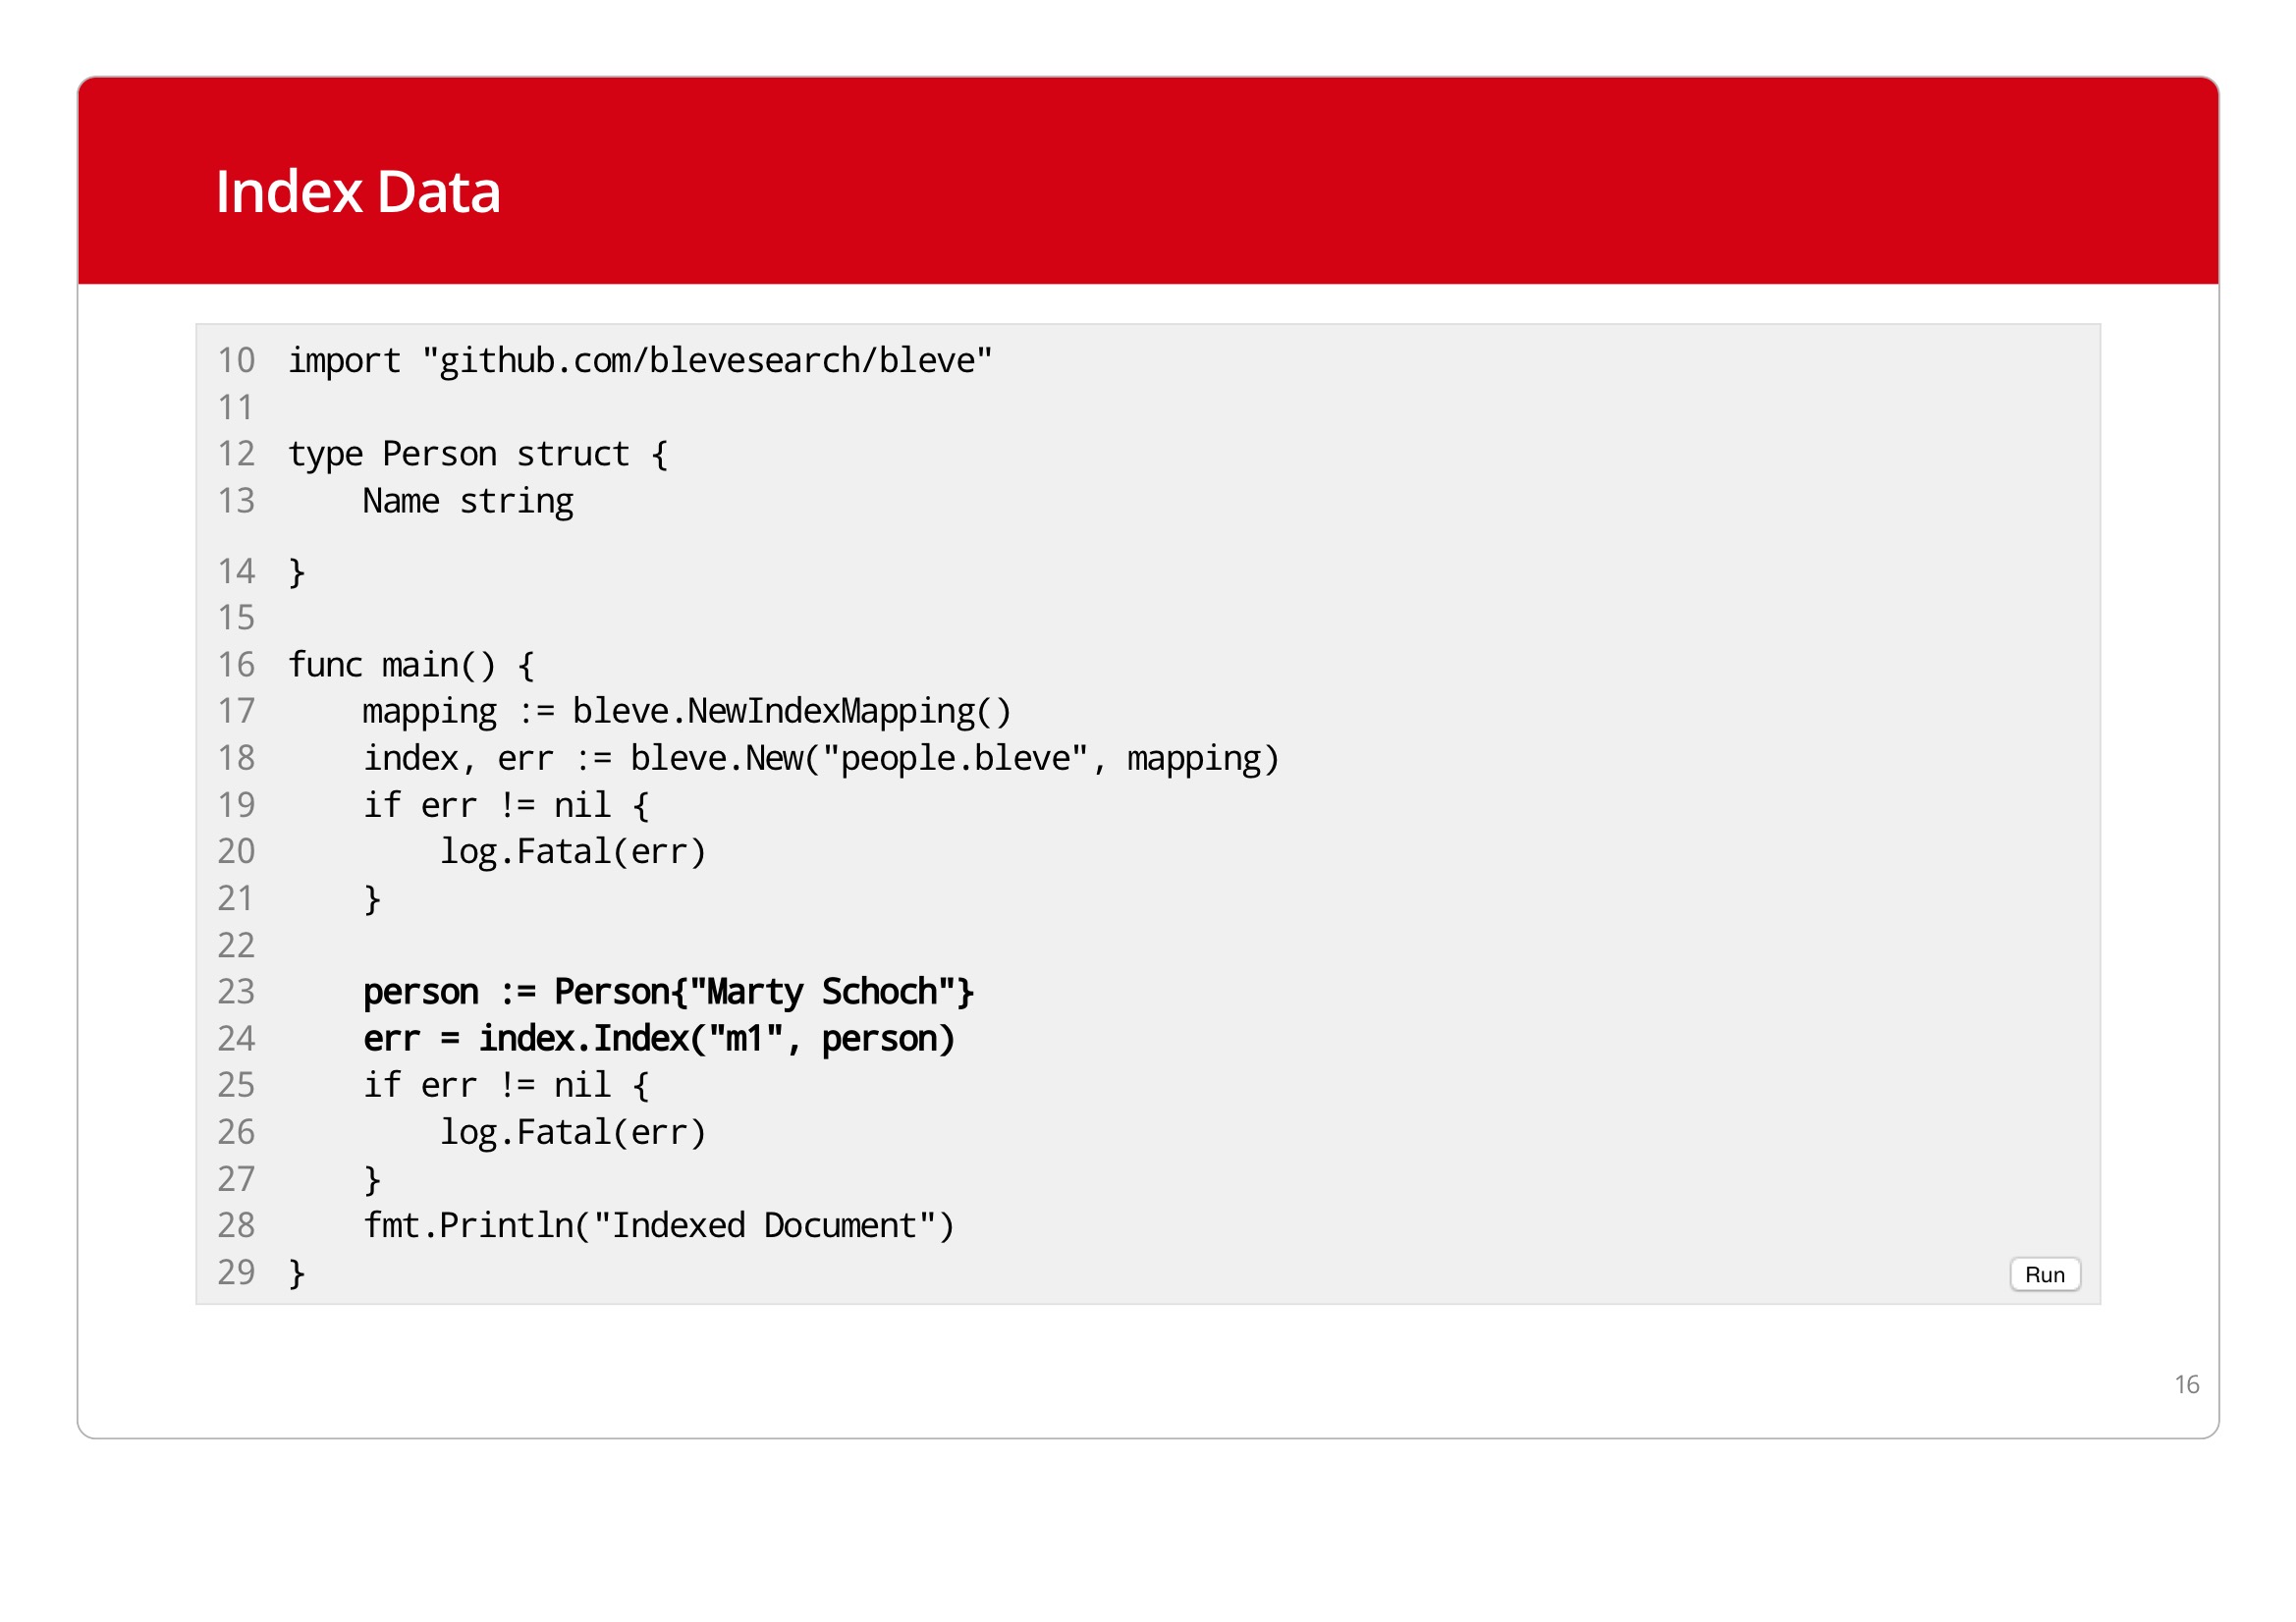 Index Data
10 import "github.com/blevesearch/bleve"
11
12 type Person struct {
13     Name string
14 }
15
16 func main() {
17     mapping := bleve.NewIndexMapping()
18     index, err := bleve.New("people.bleve", mapping)
19     if err != nil {
20         log.Fatal(err)
21     }
22
23     person := Person{"Marty Schoch"}
24     err = index.Index("m1", person)
25     if err != nil {
26         log.Fatal(err)
27     }
28     fmt.Println("Indexed Document")
29 }
Run
16